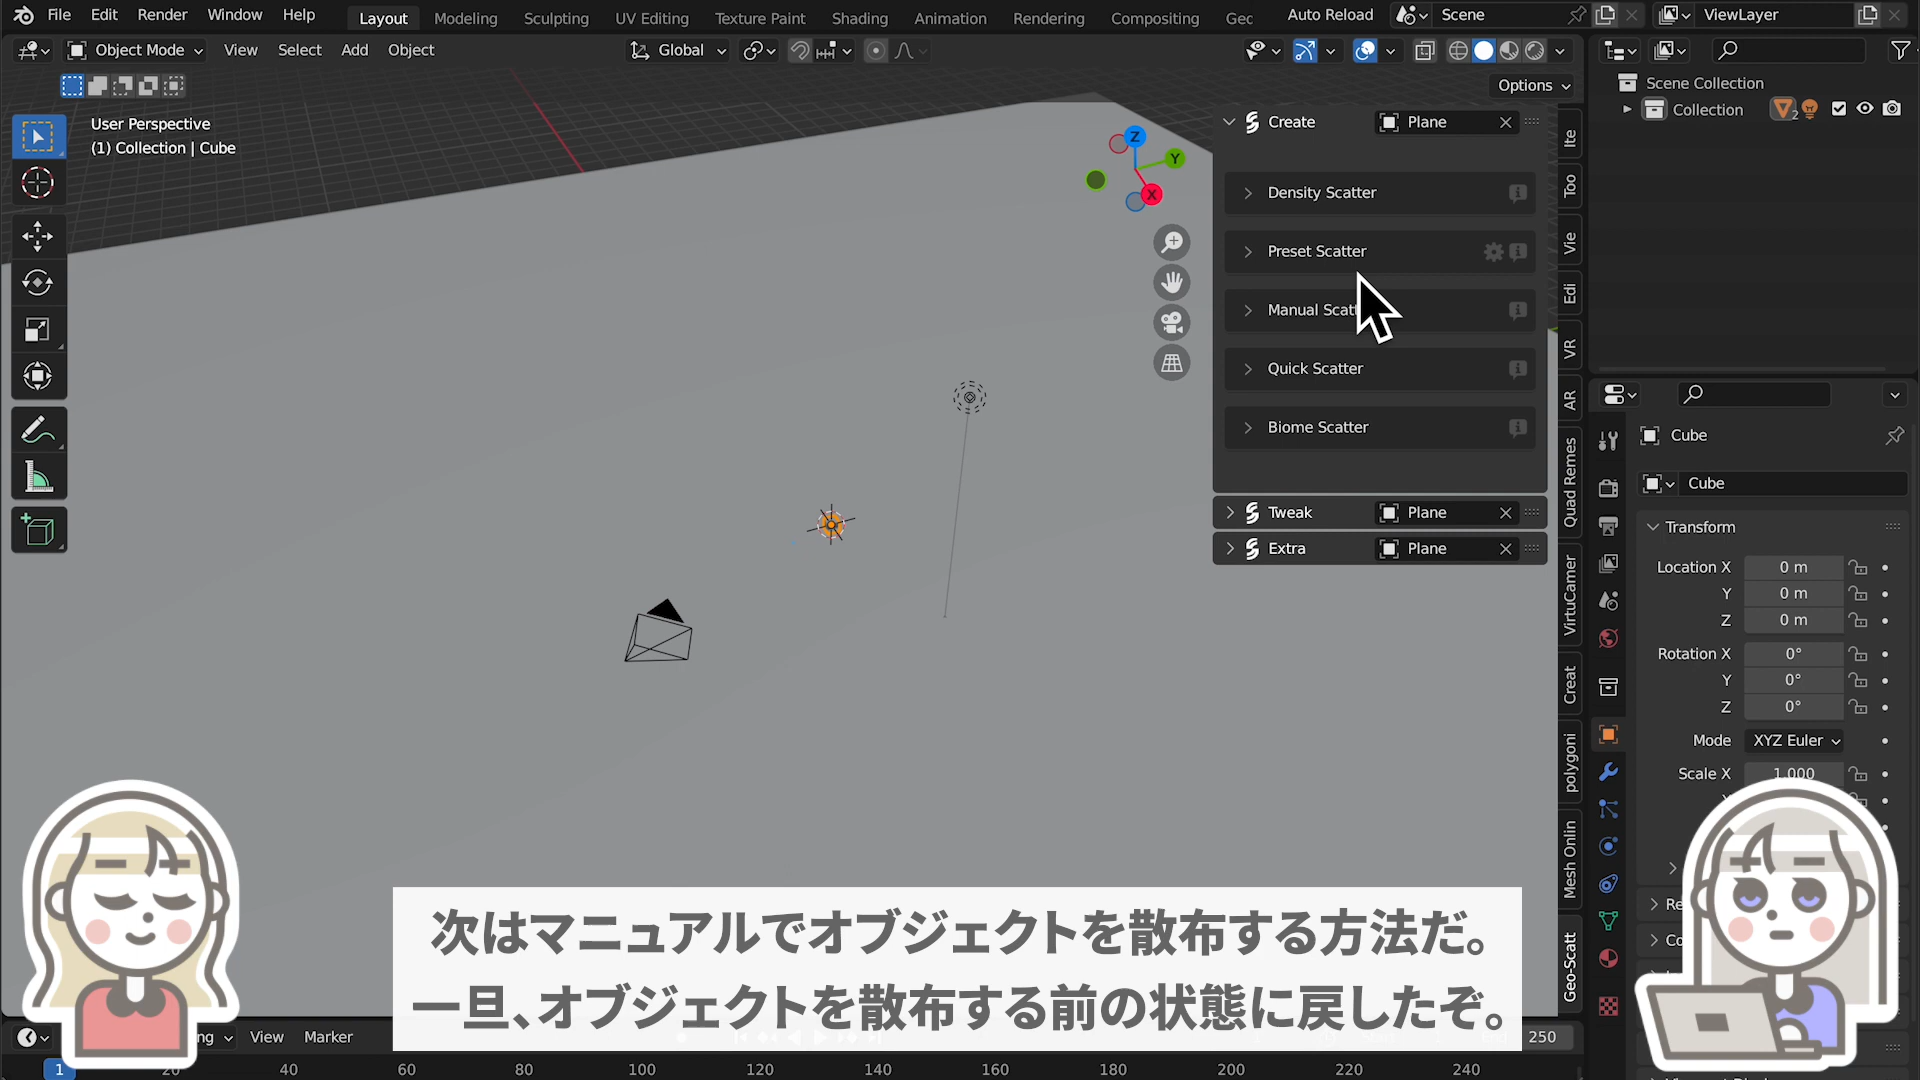 File Edit Render Window Help Layout Modeling Sculpting UV Editing Texture Paint Shading Animation Rendering Compositing Geo Auto Reload Scene ViewLayer
Object Mode View Select Add Object Global
Options
User Perspective
(1) Collection | Cube
Z
Y
X
Create Plane
Density Scatter
Preset Scatter
Manual Scatt
Quick Scatter
Biome Scatter
Tweak Plane
Extra Plane
Ite
Too
Vie
Edi
VR
AR
Quad Remes
VirtuCamer
Creat
polygoni
Mesh Onlin
Geo-Scatt
Scene Collection
Collection 2
Cube
Cube
Transform
Location X 0 m
Y 0 m
Z 0 m
Rotation X 0°
Y 0°
Z 0°
Mode XYZ Euler
Scale X 1.000
Re
Co
次はマニュアルでオブジェクトを散布する方法だ。
一旦、オブジェクトを散布する前の状態に戻したぞ。
ng View Marker 250
1 20 40 60 80 100 120 140 160 180 200 220 240